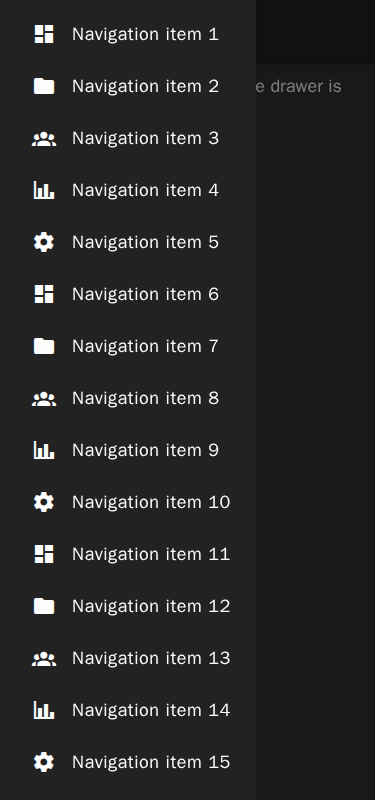 Navigation item 1
Navigation item 2
e drawer is
Navigation item 3
Navigation item 4
Navigation item 5
Navigation item 6
Navigation item 7
Navigation item 8
Navigation item 9
Navigation item 10
Navigation item 11
Navigation item 12
Navigation item 13
Navigation item 14
Navigation item 15